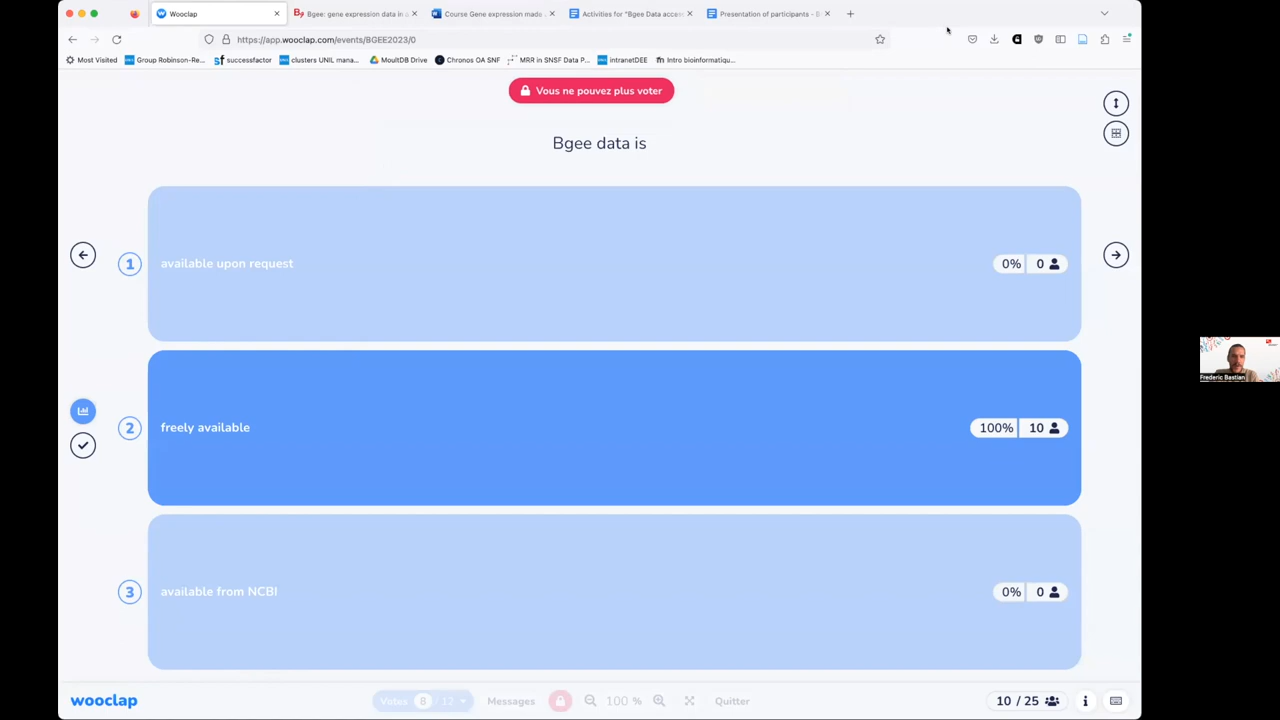 Wooclap
Bgee: gene expression data in a
Course Gene expression made
Activities for "Bgee Data access
Presentation of participants - B
https://app.wooclap.com/events/BGEE2023/0
Most Visited
Group Robinson-Re...
successfactor
clusters UNIL mana...
MoultDB Drive
Chronos OA SNF
MRR in SNSF Data P...
intranetDEE
Intro bioinformatiqu...
Vous ne pouvez plus voter
Bgee data is
1 available upon request 0% 0
2 freely available 100% 10
3 available from NCBI 0% 0
Frederic Bastian
wooclap
Votes 8 / 12
Messages
100 %
Quitter
10 / 25